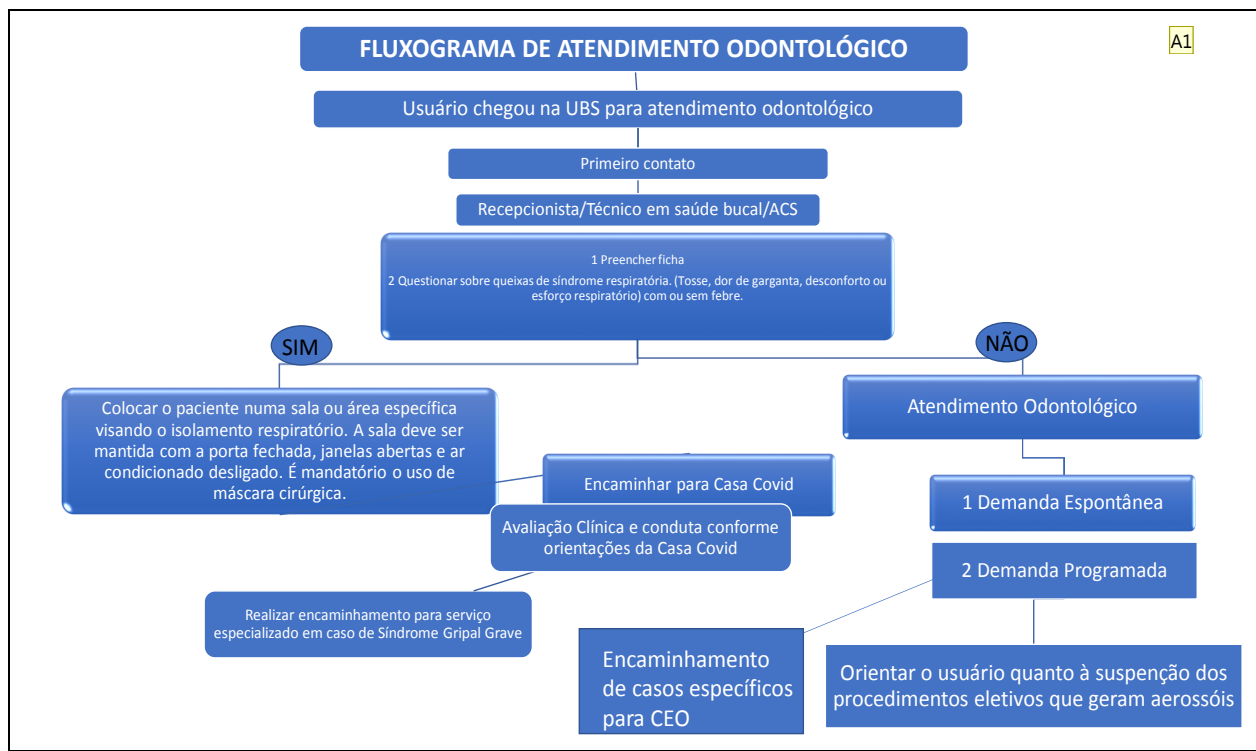 FLUXOGRAMA DE ATENDIMENTO ODONTOLÓGICO
A1
Usuário chegou na UBS para atendimento odontológico
Primeiro contato
Recepcionista/Técnico em saúde bucal/ACS
1 Preencher ficha
2 Questionar sobre queixas de síndrome respiratória. (Tosse, dor de garganta, desconforto ou
esforço respiratório) com ou sem febre.
SIM
NÃO
Colocar o paciente numa sala ou área específica
visando o isolamento respiratório. A sala deve ser
mantida com a porta fechada, janelas abertas e ar
condicionado desligado. É mandatório o uso de
máscara cirúrgica.
Atendimento Odontológico
Encaminhar para Casa Covid
1 Demanda Espontânea
Avaliação Clínica e conduta conforme
orientações da Casa Covid
2 Demanda Programada
Realizar encaminhamento para serviço
especializado em caso de Síndrome Gripal Grave
Encaminhamento
de casos específicos
para CEO
Orientar o usuário quanto à suspenção dos
procedimentos eletivos que geram aerossóis